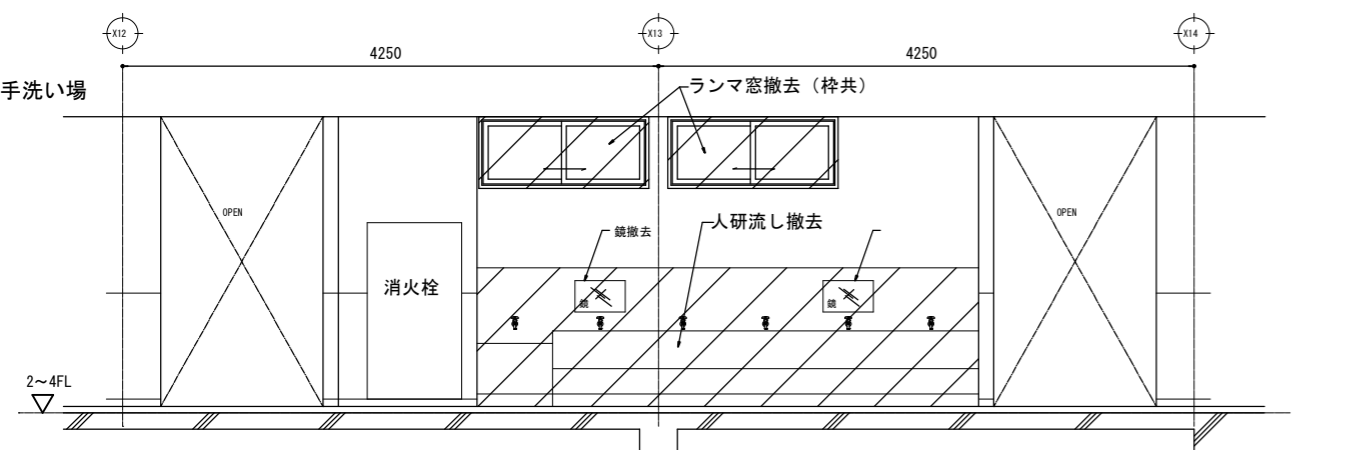 X12
X13
X14
4250
4250
手洗い場
ランマ窓撤去（枠共）
OPEN
OPEN
人研流し撤去
鏡撤去
消火栓
鏡
鏡
2～4FL